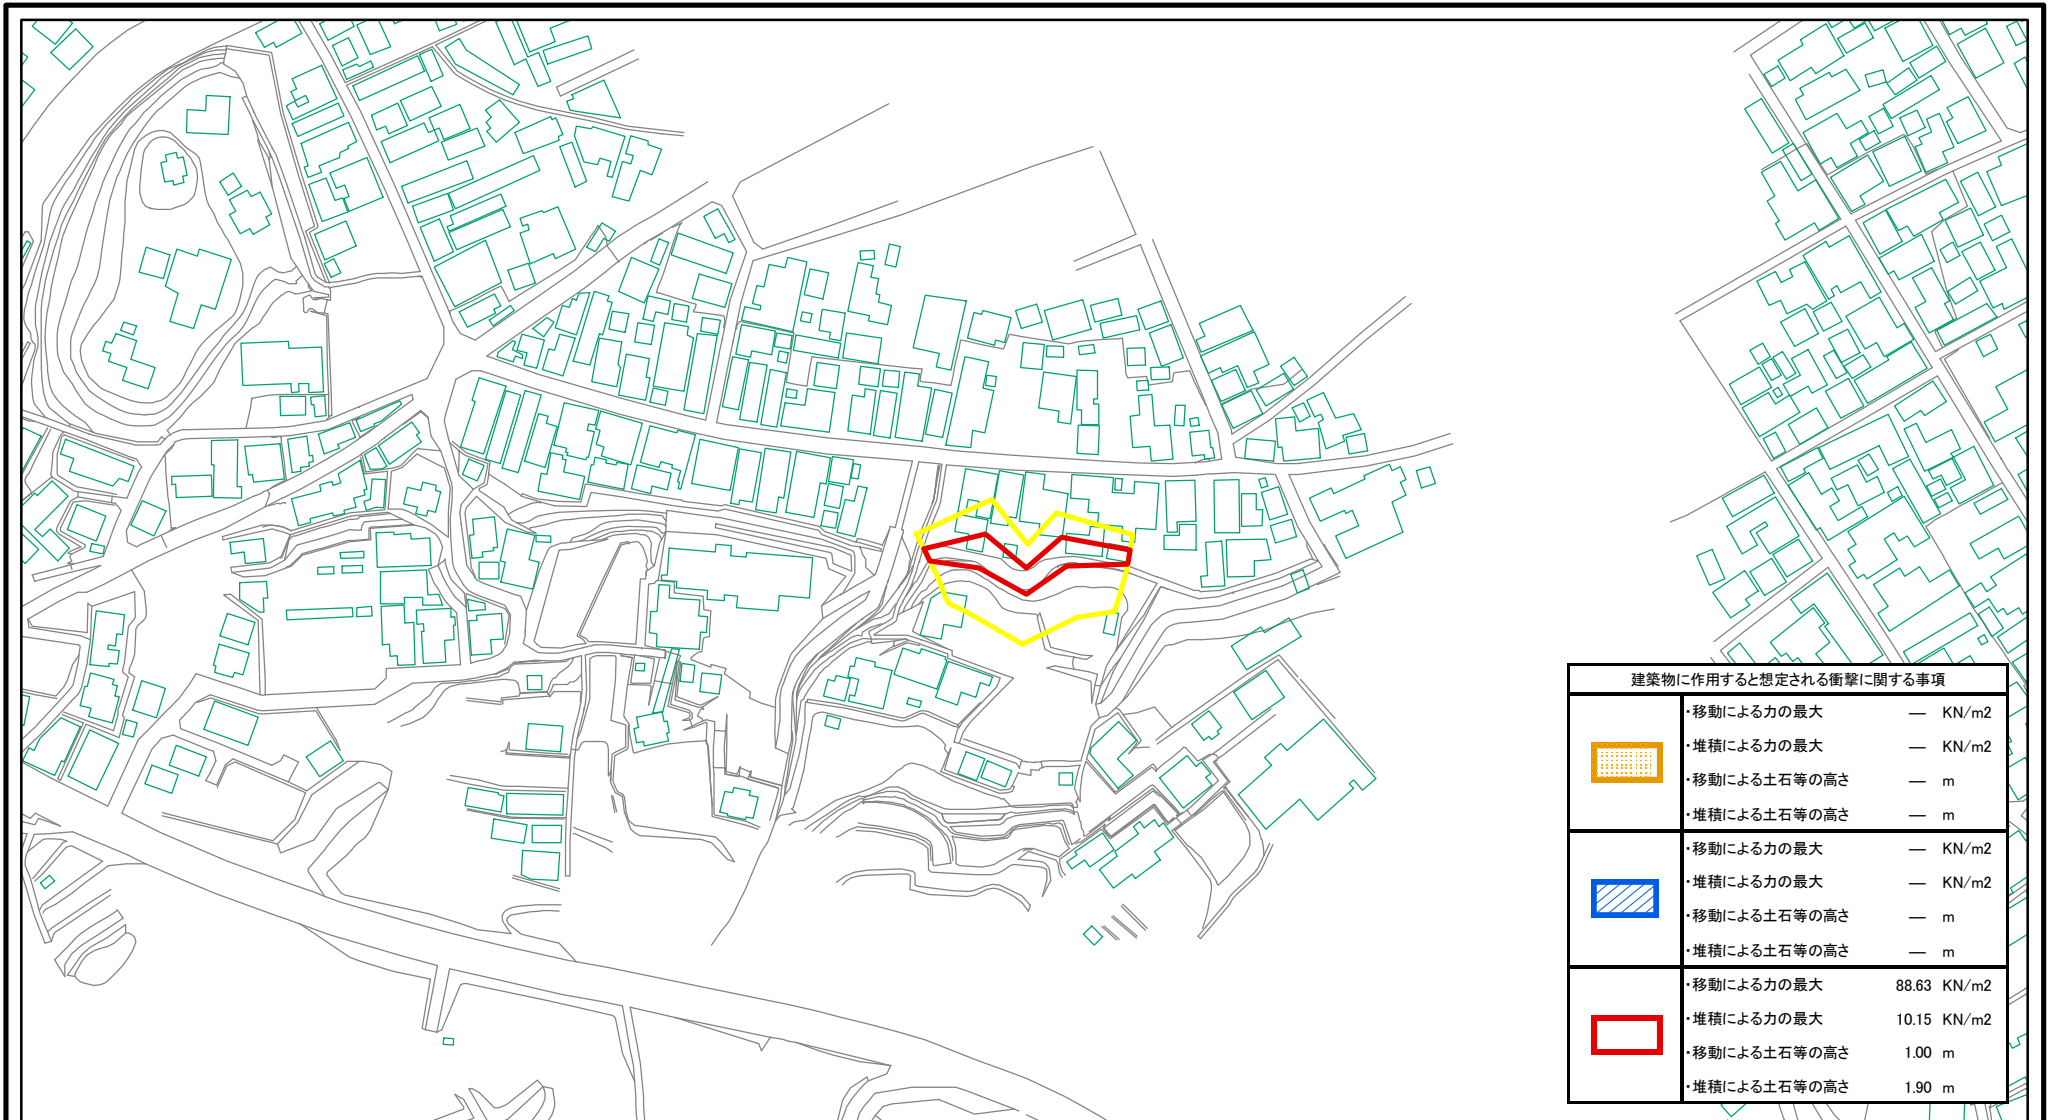 建築物に作用すると想定される衝撃に関する事項
・移動による力の最大 ― KN/m2
・堆積による力の最大 ― KN/m2
・移動による土石等の高さ ― m
・堆積による土石等の高さ ― m
・移動による力の最大 ― KN/m2
・堆積による力の最大 ― KN/m2
・移動による土石等の高さ ― m
・堆積による土石等の高さ ― m
・移動による力の最大 88.63 KN/m2
・堆積による力の最大 10.15 KN/m2
・移動による土石等の高さ 1.00 m
・堆積による土石等の高さ 1.90 m